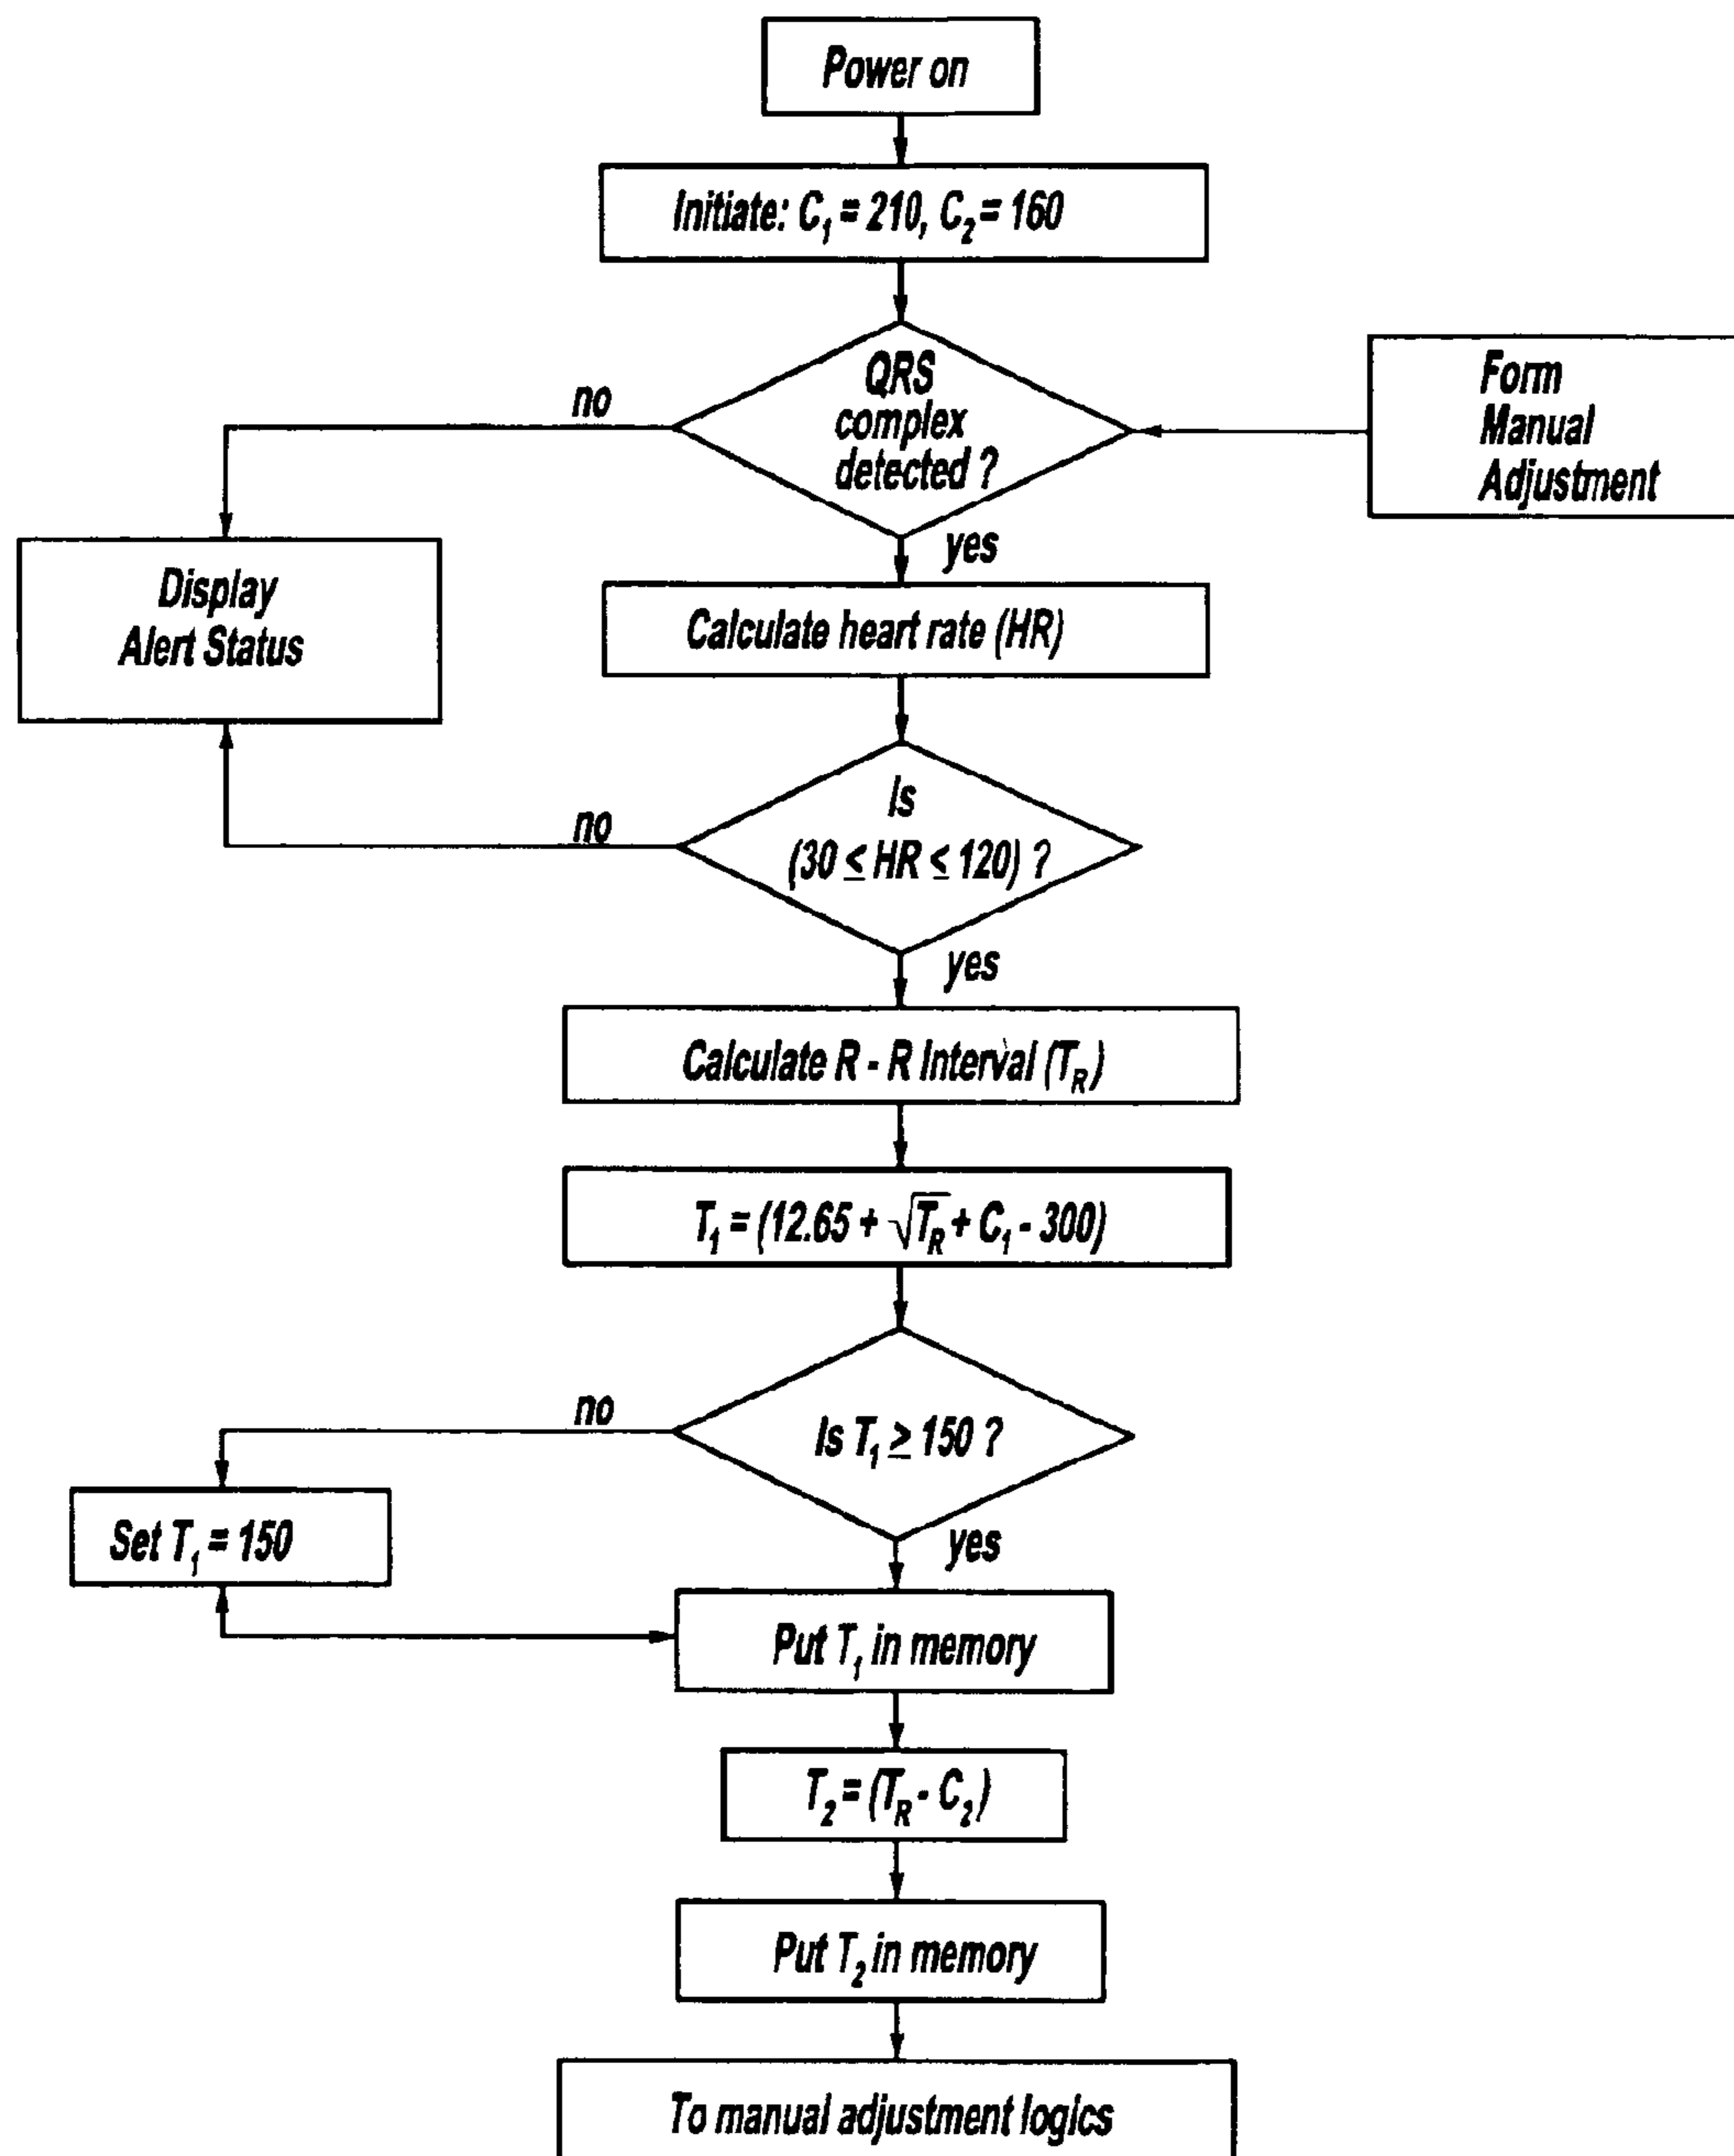 Power on
Initiate: C₁ = 210, C₂ = 160
QRS
complex
detected ?
no
Form
Manual
Adjustment
yes
Display
Alert Status
Calculate heart rate (HR)
Is
(30 ≤ HR ≤ 120) ?
no
yes
Calculate R - R Interval (T_R)
T₁ = (12.65 + √T_R + C₁ - 300)
Is T₁ ≥ 150 ?
no
yes
Set T₁ = 150
Put T₁ in memory
T₂ = (T_R - C₂)
Put T₂ in memory
To manual adjustment logics